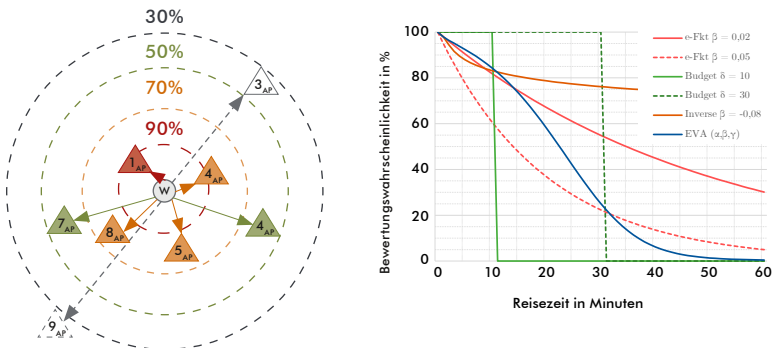 30%
50%
70%
90%
3AP
1AP
4AP
W
7AP
8AP
5AP
4AP
9AP
Bewertungswahrscheinlichkeit in %
100
80
60
40
20
0
0 10 20 30 40 50 60
Reisezeit in Minuten
e-Fkt β = 0,02
e-Fkt β = 0,05
Budget δ = 10
Budget δ = 30
Inverse β = -0,08
EVA (α,β,γ)